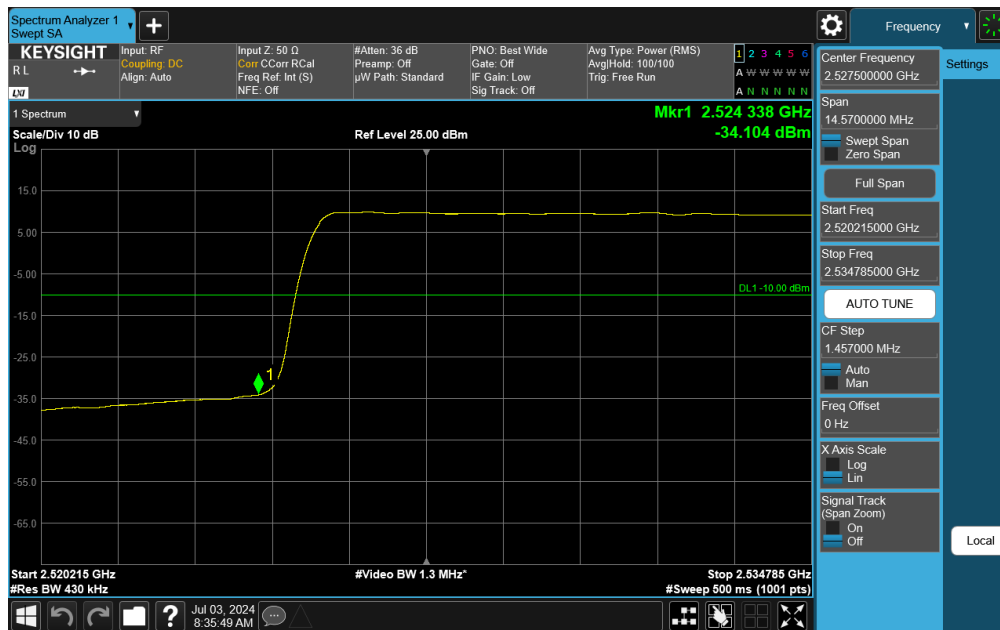 Spectrum Analyzer 1
Swept SA
Frequency
KEYSIGHT
R L
LXI
Input: RF
Coupling: DC
Align: Auto
Input Z: 50 Ω
Corr CCorr RCal
Freq Ref: Int (S)
NFE: Off
#Atten: 36 dB
Preamp: Off
µW Path: Standard
PNO: Best Wide
Gate: Off
IF Gain: Low
Sig Track: Off
Avg Type: Power (RMS)
Avg|Hold: 100/100
Trig: Free Run
1 2 3 4 5 6
A W W W W W
A N N N N N
1 Spectrum
Scale/Div 10 dB
Log
Ref Level 25.00 dBm
Mkr1 2.524 338 GHz
-34.104 dBm
15.0
5.00
-5.00
DL1 -10.00 dBm
-15.0
-25.0
1
-35.0
-45.0
-55.0
-65.0
Start 2.520215 GHz
#Res BW 430 kHz
#Video BW 1.3 MHz*
Stop 2.534785 GHz
#Sweep 500 ms (1001 pts)
Jul 03, 2024
8:35:49 AM
?
Center Frequency
2.527500000 GHz
Settings
Span
14.5700000 MHz
Swept Span
Zero Span
Full Span
Start Freq
2.520215000 GHz
Stop Freq
2.534785000 GHz
AUTO TUNE
CF Step
1.457000 MHz
Auto
Man
Freq Offset
0 Hz
X Axis Scale
Log
Lin
Signal Track
(Span Zoom)
On
Off
Local